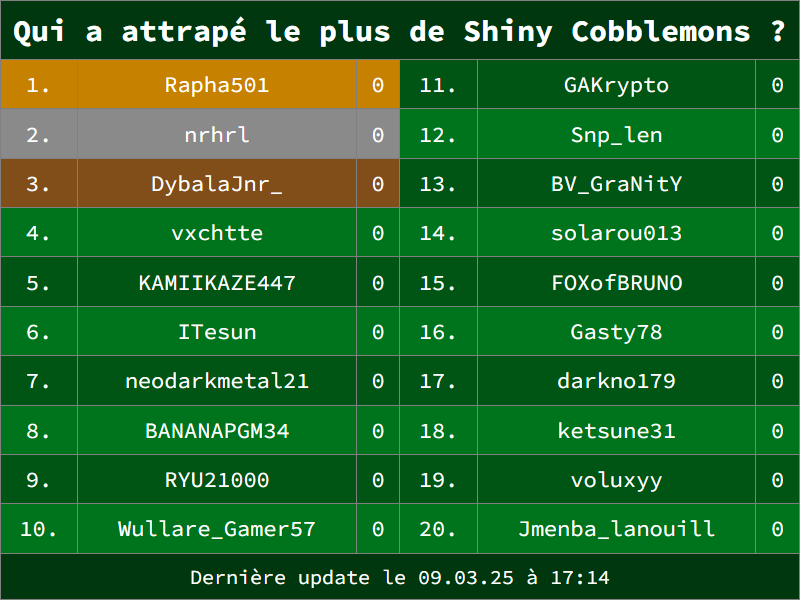 Qui a attrapé le plus de Shiny Cobblemons ?
1. Rapha501 0 11. GAKrypto 0
2. nrhrl 0 12. Snp_len 0
3. DybalaJnr_ 0 13. BV_GraNitY 0
4. vxchtte 0 14. solarou013 0
5. KAMIIKAZE447 0 15. FOXofBRUNO 0
6. ITesun 0 16. Gasty78 0
7. neodarkmetal21 0 17. darkno179 0
8. BANANAPGM34 0 18. ketsune31 0
9. RYU21000 0 19. voluxyy 0
10. Wullare_Gamer57 0 20. Jmenba_lanouill 0
Dernière update le 09.03.25 à 17:14